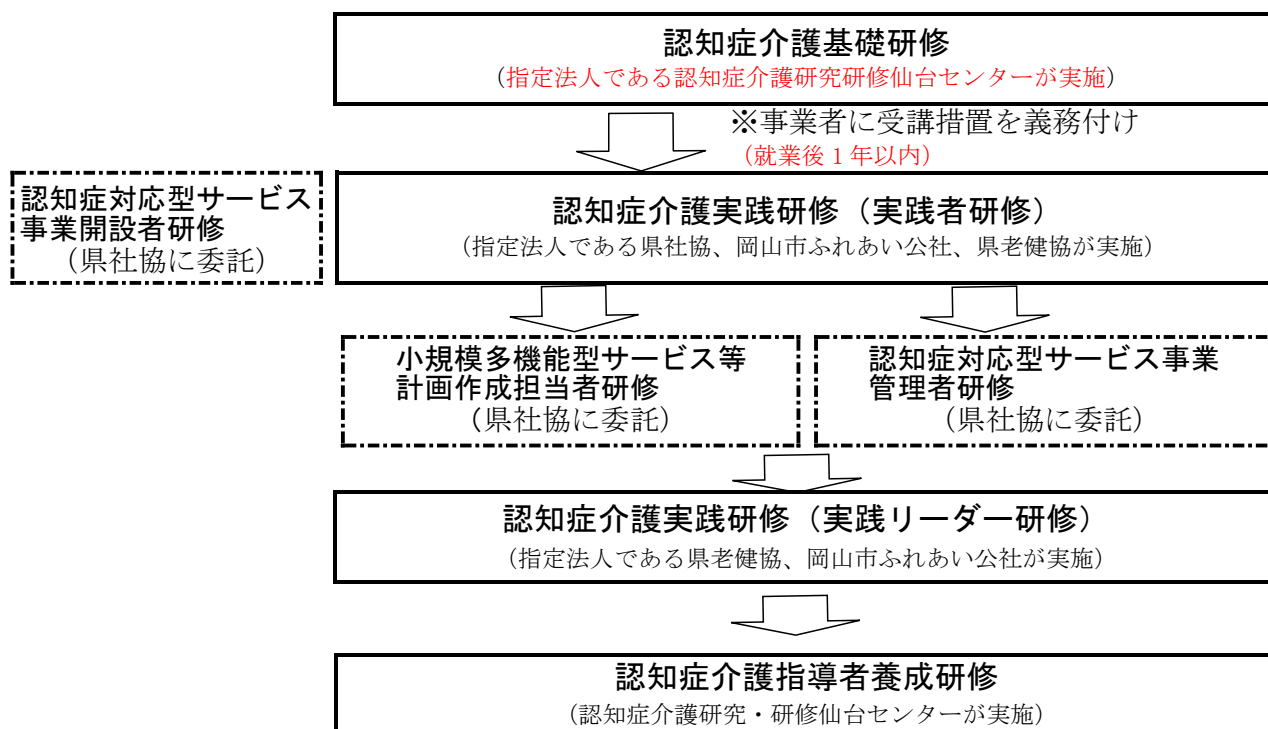 認知症介護基礎研修
（指定法人である認知症介護研究研修仙台センターが実施）
※事業者に受講措置を義務付け
（就業後１年以内）
認知症対応型サービス
事業開設者研修
（県社協に委託）
認知症介護実践研修（実践者研修）
（指定法人である県社協、岡山市ふれあい公社、県老健協が実施）
小規模多機能型サービス等
計画作成担当者研修
（県社協に委託）
認知症対応型サービス事業
管理者研修
（県社協に委託）
認知症介護実践研修（実践リーダー研修）
（指定法人である県老健協、岡山市ふれあい公社が実施）
認知症介護指導者養成研修
（認知症介護研究・研修仙台センターが実施）